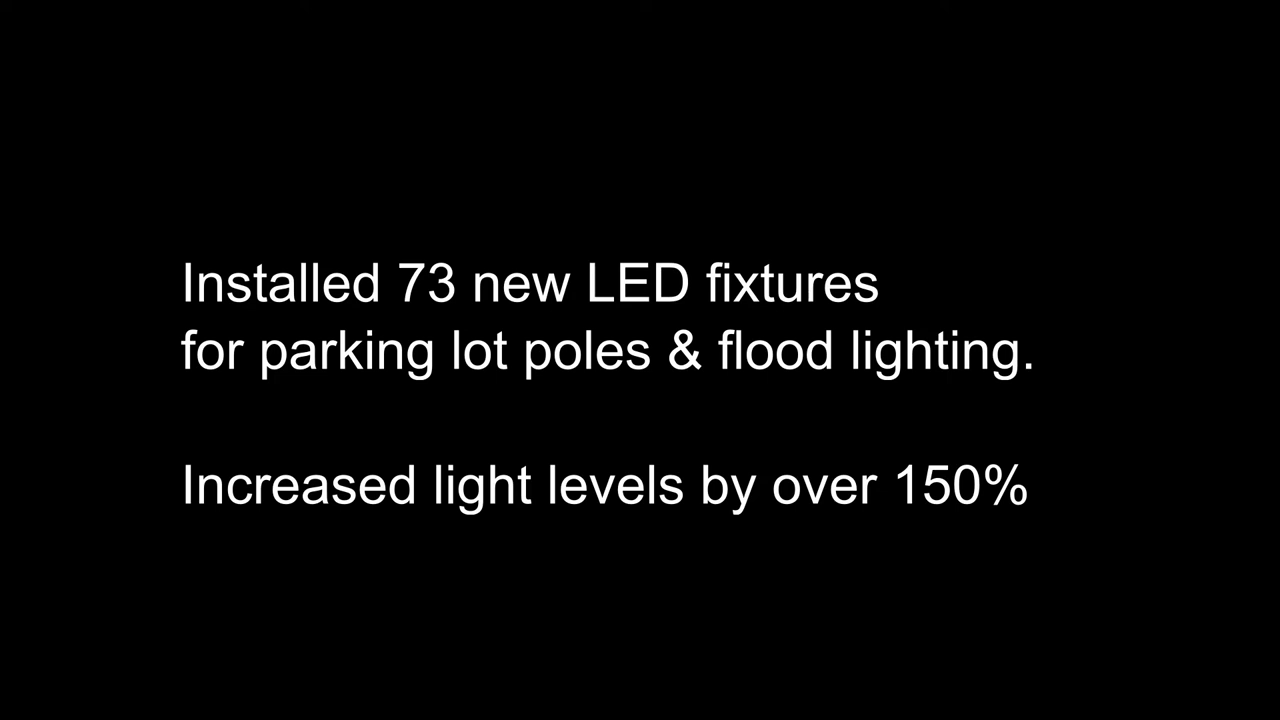 Installed 73 new LED fixtures
for parking lot poles & flood lighting.
Increased light levels by over 150%